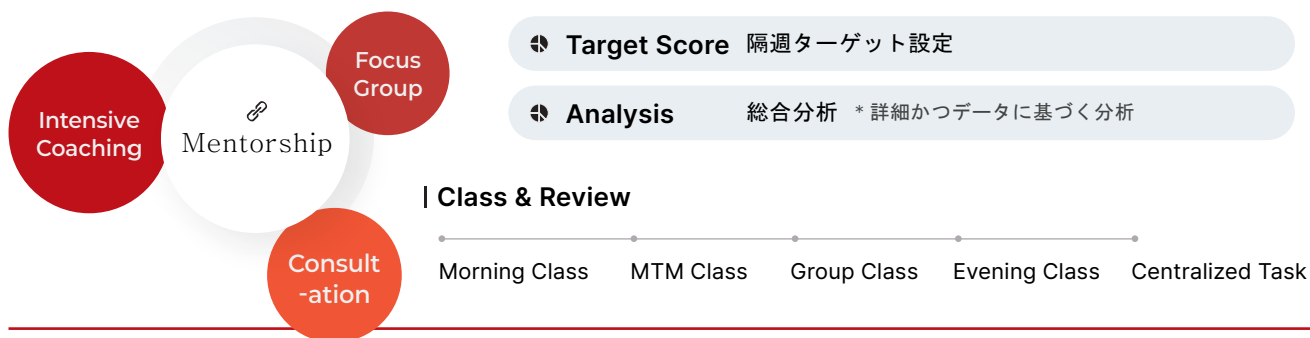 Intensive
Coaching
Mentorship
Focus
Group
Consult
-ation
Target Score 隔週ターゲット設定
Analysis 総合分析 * 詳細かつデータに基づく分析
Class & Review
Morning Class MTM Class Group Class Evening Class Centralized Task